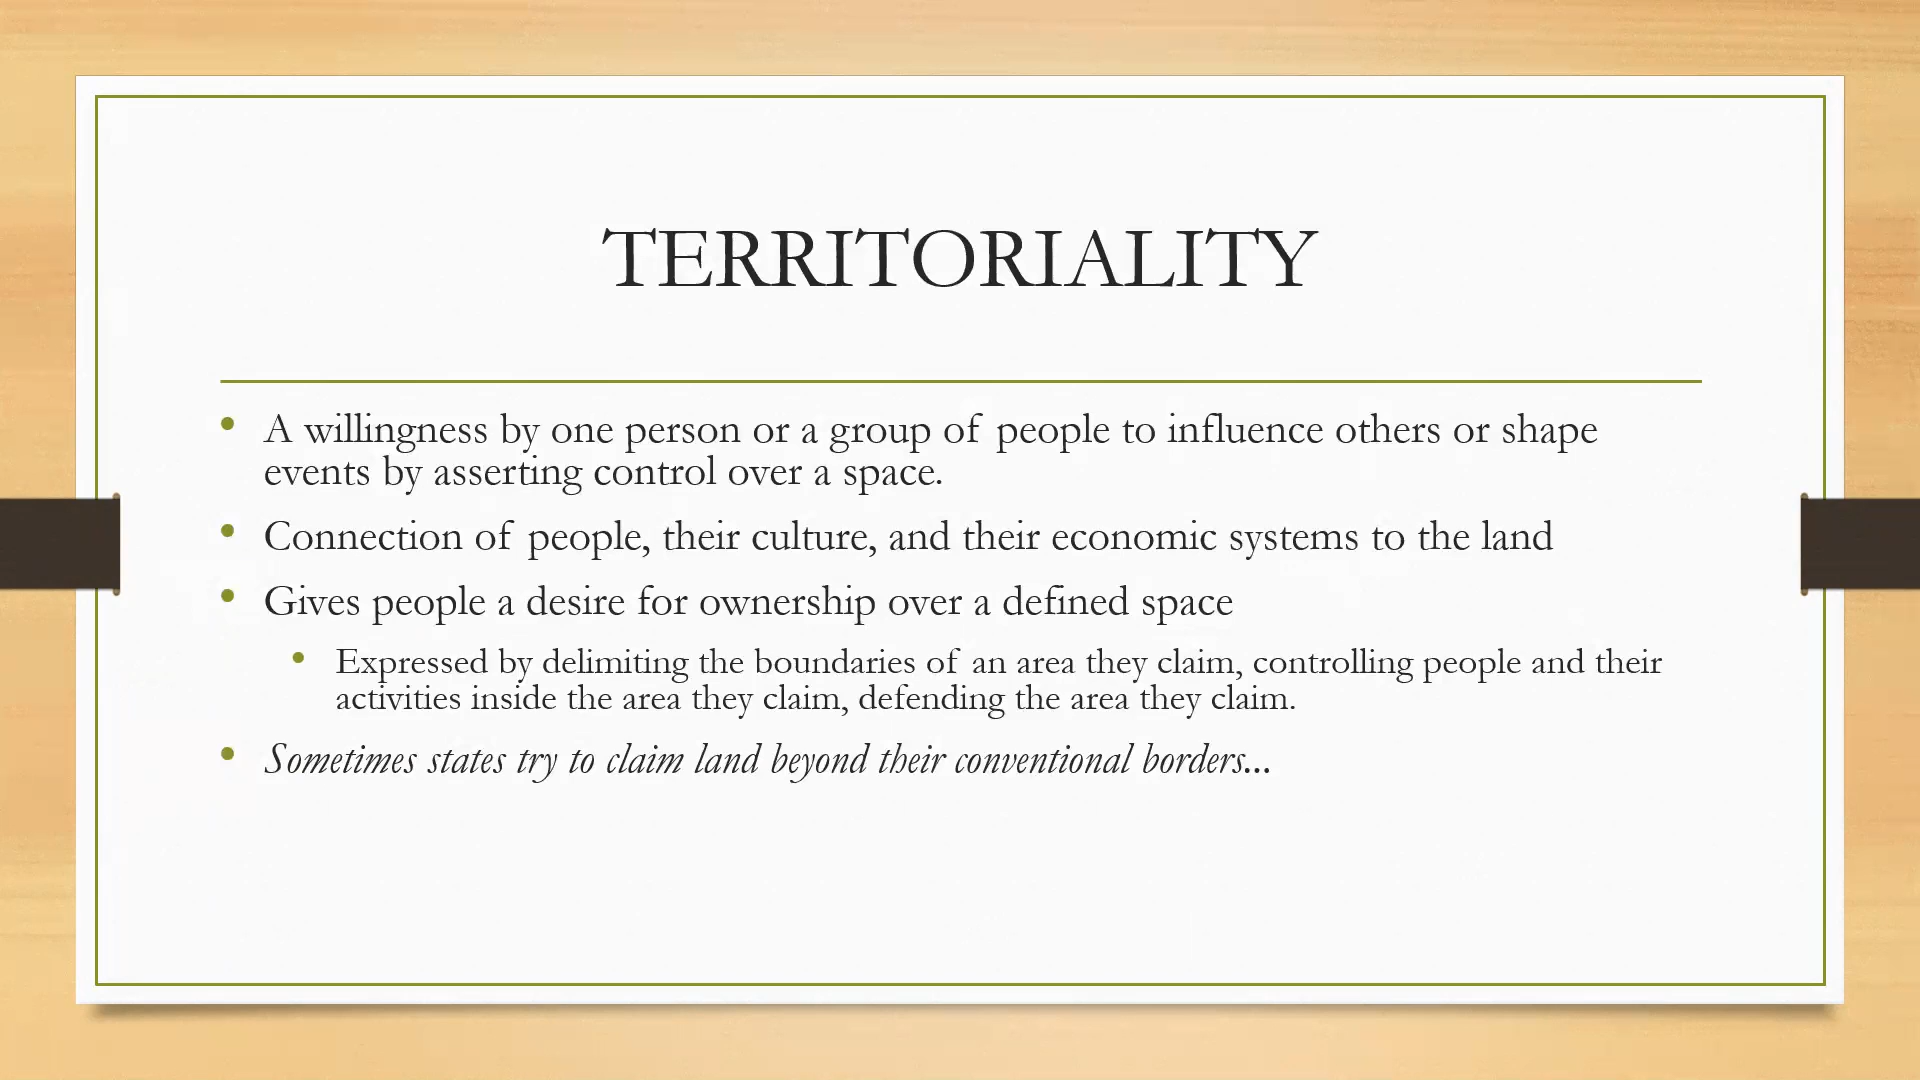 TERRITORIALITY
• A willingness by one person or a group of people to influence others or shape
events by asserting control over a space.
• Connection of people, their culture, and their economic systems to the land
• Gives people a desire for ownership over a defined space
• Expressed by delimiting the boundaries of an area they claim, controlling people and their
activities inside the area they claim, defending the area they claim.
• Sometimes states try to claim land beyond their conventional borders...